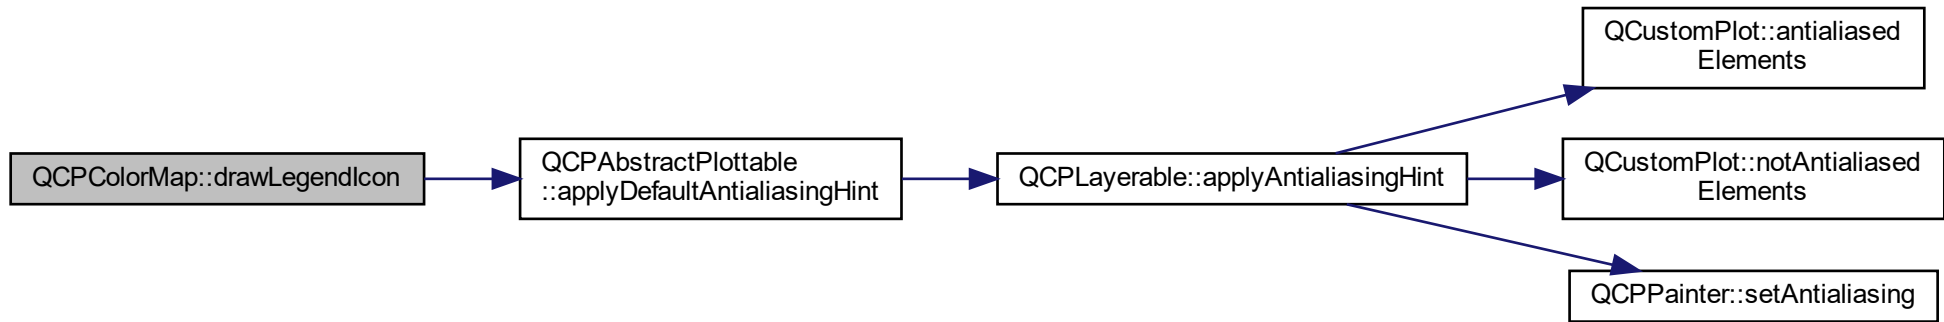 QCPColorMap::drawLegendIcon
QCPAbstractPlottable
::applyDefaultAntialiasingHint
QCPLayerable::applyAntialiasingHint
QCustomPlot::antialiased
Elements
QCustomPlot::notAntialiased
Elements
QCPPainter::setAntialiasing